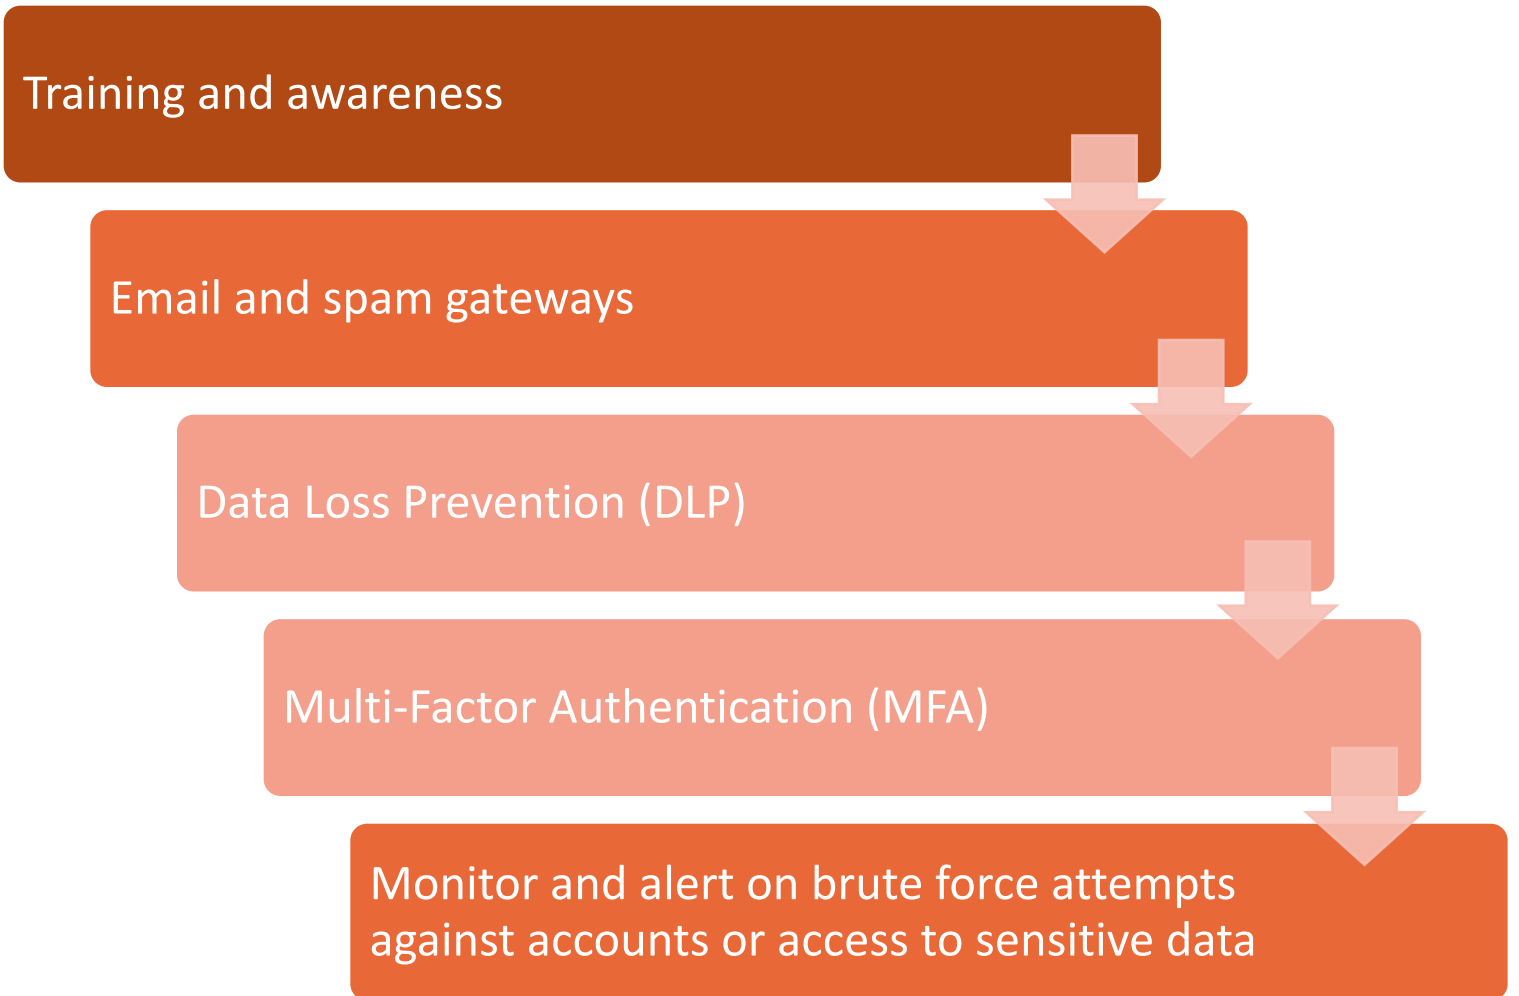 Training and awareness
Email and spam gateways
Data Loss Prevention (DLP)
Multi-Factor Authentication (MFA)
Monitor and alert on brute force attempts
against accounts or access to sensitive data